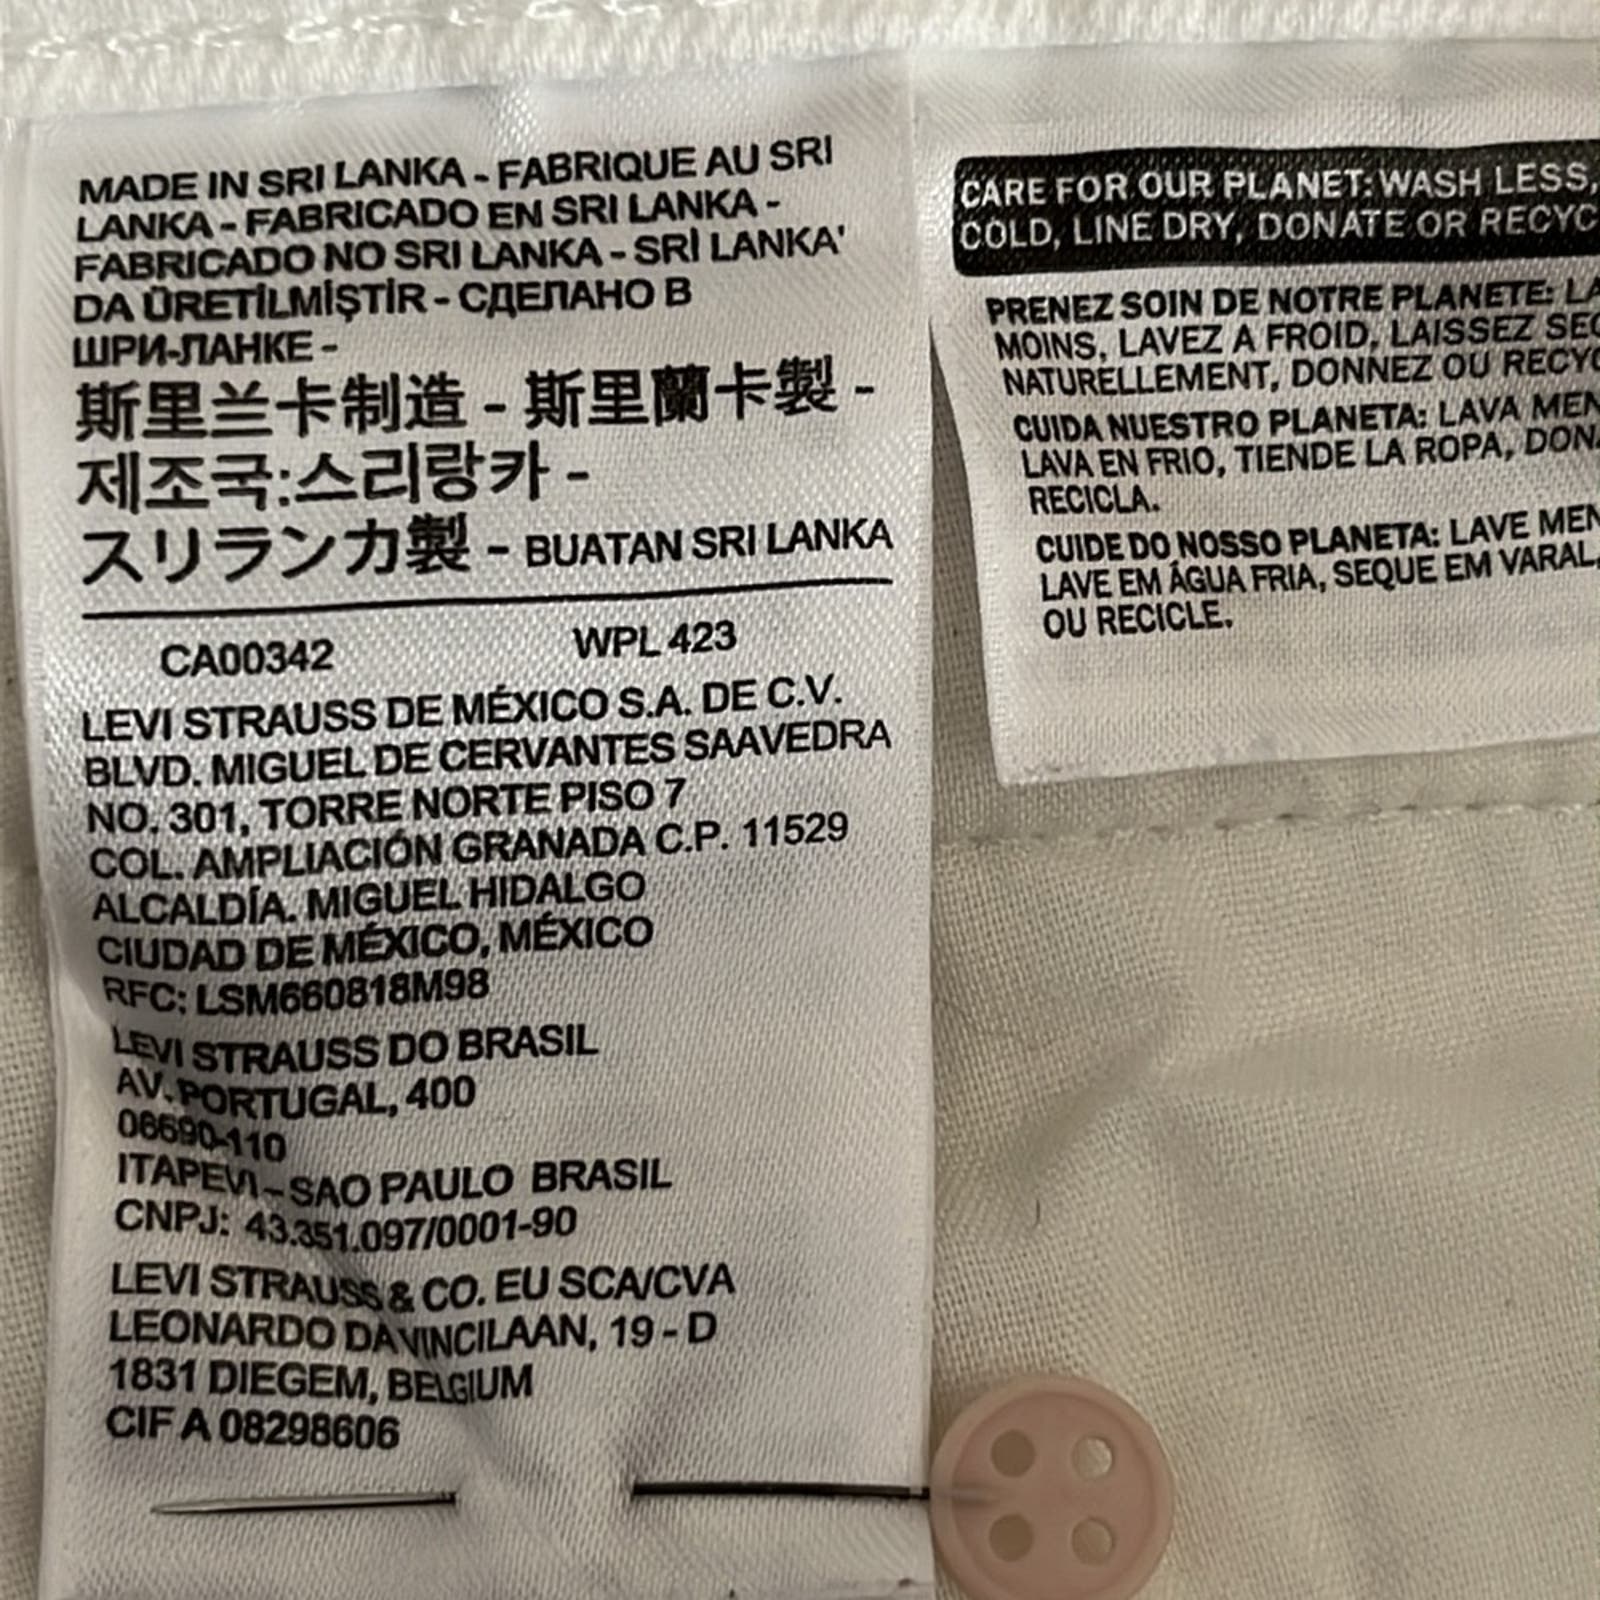 MADE IN SRI LANKA - FABRIQUE AU SRI
LANKA - FABRICADO EN SRI LANKA -
FABRICADO NO SRI LANKA - SRİ LANKA'
DA ÜRETİLMİŞTİR - СДЕЛАНО В
ШРИ-ЛАНКЕ -
斯里兰卡制造 - 斯里蘭卡製 -
제조국:스리랑카 -
スリランカ製 - BUATAN SRI LANKA
CA00342 WPL 423
LEVI STRAUSS DE MÉXICO S.A. DE C.V.
BLVD. MIGUEL DE CERVANTES SAAVEDRA
NO. 301, TORRE NORTE PISO 7
COL. AMPLIACIÓN GRANADA C.P. 11529
ALCALDÍA. MIGUEL HIDALGO
CIUDAD DE MÉXICO, MÉXICO
RFC: LSM660818M98
LEVI STRAUSS DO BRASIL
AV. PORTUGAL, 400
06690-110
ITAPEVI - SAO PAULO BRASIL
CNPJ: 43.351.097/0001-90
LEVI STRAUSS & CO. EU SCA/CVA
LEONARDO DA VINCILAAN, 19 - D
1831 DIEGEM, BELGIUM
CIF A 08298606
CARE FOR OUR PLANET: WASH LESS,
COLD, LINE DRY, DONATE OR RECYC
PRENEZ SOIN DE NOTRE PLANETE: LA
MOINS, LAVEZ A FROID, LAISSEZ SEC
NATURELLEMENT, DONNEZ OU RECYC
CUIDA NUESTRO PLANETA: LAVA MEN
LAVA EN FRIO, TIENDE LA ROPA, DON
RECICLA.
CUIDE DO NOSSO PLANETA: LAVE MEN
LAVE EM ÁGUA FRIA, SEQUE EM VARAL,
OU RECICLE.